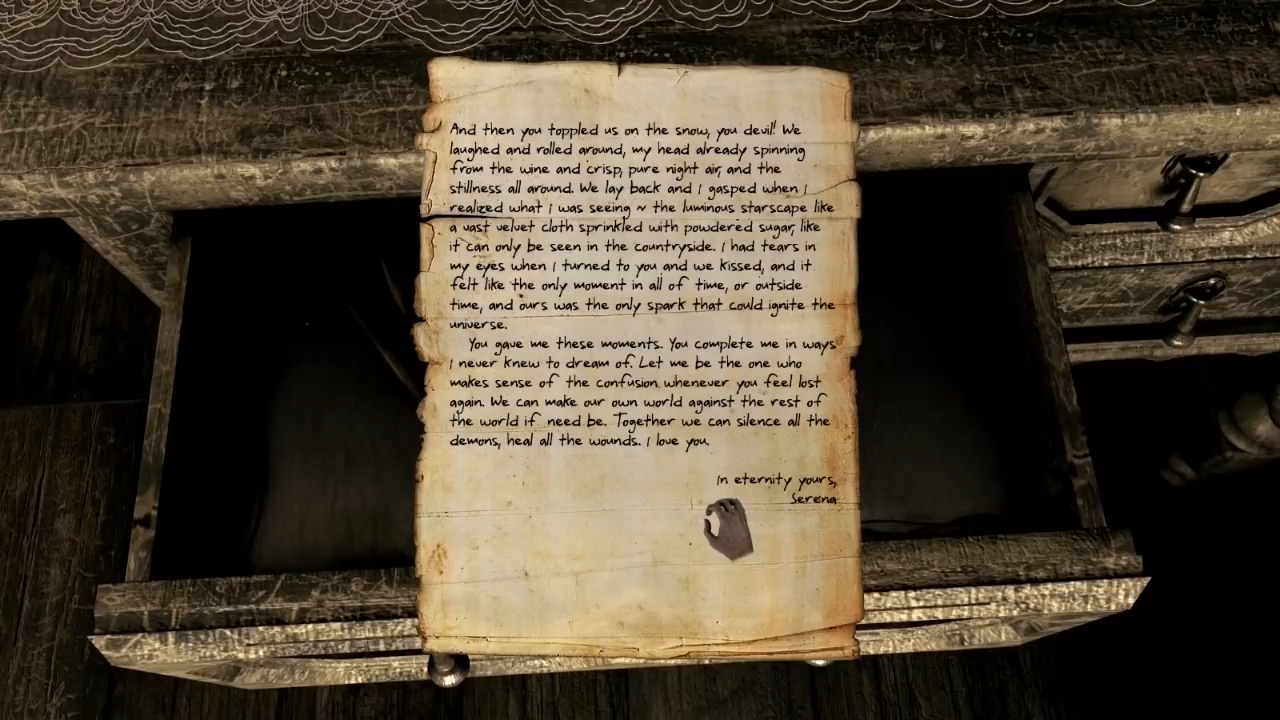 And then you toppled us on the snow, you devil! We
laughed and rolled around, my head already spinning
from the wine and crisp, pure night air, and the
stillness all around. We lay back and I gasped when I
realized what I was seeing ~ the luminous starscape like
a vast velvet cloth sprinkled with powdered sugar, like
it can only be seen in the countryside. I had tears in
my eyes when I turned to you and we kissed, and it
felt like the only moment in all of time, or outside
time, and ours was the only spark that could ignite the
universe.
You gave me these moments. You complete me in ways
I never knew to dream of. Let me be the one who
makes sense of the confusion whenever you feel lost
again. We can make our own world against the rest of
the world if need be. Together we can silence all the
demons, heal all the wounds. I love you.
In eternity yours,
Serena